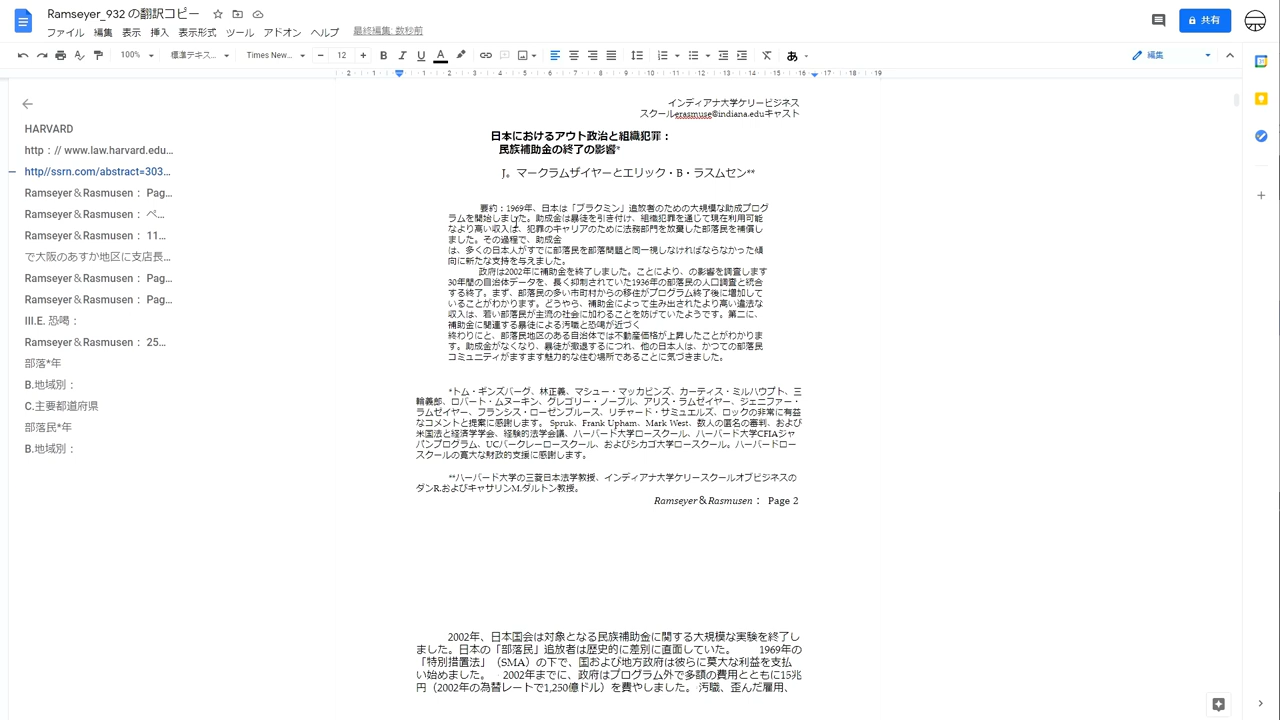 Ramseyer_932 の翻訳コピー
ファイル 編集 表示 挿入 表示形式 ツール アドオン ヘルプ 最終編集: 数秒前
共有
100% 標準テキス... Times New... 12 B I U A あ 編集
2 1 1 2 3 4 5 6 7 8 9 10 11 12 13 14 15 16 17 18 19
HARVARD
http：// www.law.harvard.edu...
http//ssrn.com/abstract=303...
Ramseyer＆Rasmusen： Pag...
Ramseyer＆Rasmusen： ペ...
Ramseyer＆Rasmusen： 11...
で大阪のあすか地区に支店長...
Ramseyer＆Rasmusen： Pag...
Ramseyer＆Rasmusen： Pag...
III.E. 恐喝：
Ramseyer＆Rasmusen： 25...
部落*年
B.地域別：
C.主要都道府県
部落民*年
B.地域別：
インディアナ大学ケリービジネス
スクールerasmuse@indiana.eduキャスト
日本におけるアウト政治と組織犯罪：
民族補助金の終了の影響*
J。マークラムザイヤーとエリック・B・ラスムセン**
要約：1969年、日本は「ブラクミン」追放者のための大規模な助成プログ
ラムを開始しました。助成金は暴徒を引き付け、組織犯罪を通じて現在利用可能
なより高い収入は、犯罪のキャリアのために法務部門を放棄した部落民を補償し
ました。その過程で、助成金
は、多くの日本人がすでに部落民を部落問題と同一視しなければならなかった傾
向に新たな支持を与えました。
政府は2002年に補助金を終了しました。ことにより、の影響を調査します
30年間の自治体データを、長く抑制されていた1936年の部落民の人口調査と統合
する終了。まず、部落民の多い市町村からの移住がプログラム終了後に増加して
いることがわかります。どうやら、補助金によって生み出されたより高い違法な
収入は、若い部落民が主流の社会に加わることを妨げていたようです。第二に、
補助金に関連する暴徒による汚職と恐喝が近づく
終わりにと、部落民地区のある自治体では不動産価格が上昇したことがわかりま
す。助成金がなくなり、暴徒が撤退するにつれ、他の日本人は、かつての部落民
コミュニティがますます魅力的な住む場所であることに気づきました。
*トム・ギンズバーグ、林正義、マシュー・マッカビンズ、カーティス・ミルハウプト、三
輪義郎、ロバート・ムヌーキン、グレゴリー・ノーブル、アリス・ラムゼイヤー、ジェニファー・
ラムゼイヤー、フランシス・ローゼンブルース、リチャード・サミュエルズ、ロックの非常に有益
なコメントと提案に感謝します。 Spruk、Frank Upham、Mark West、数人の匿名の審判、および
米国法と経済学学会、経験的法学会議、ハーバード大学ロースクール、ハーバード大学CFIAジャ
パンプログラム、UCバークレーロースクール、およびシカゴ大学ロースクール。ハーバードロー
スクールの寛大な財政的支援に感謝します。
**ハーバード大学の三菱日本法学教授、インディアナ大学ケリースクールオブビジネスの
ダンR.およびキャサリンM.ダルトン教授。
Ramseyer＆Rasmusen： Page 2
2002年、日本国会は対象となる民族補助金に関する大規模な実験を終了し
ました。日本の「部落民」追放者は歴史的に差別に直面していた。 1969年の
「特別措置法」（SMA）の下で、国および地方政府は彼らに莫大な利益を支払
い始めました。 2002年までに、政府はプログラム外で多額の費用とともに15兆
円（2002年の為替レートで1,250億ドル）を費やしました。 汚職、歪んだ雇用、